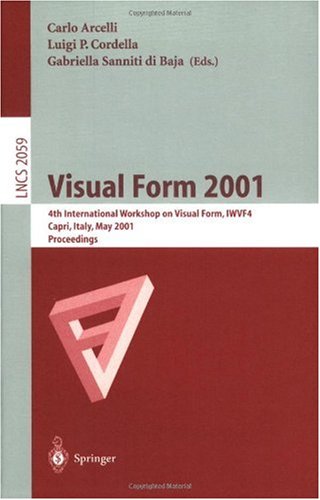 Carlo Arcelli
Luigi P. Cordella
Gabriella Sanniti di Baja (Eds.)
LNCS 2059
Visual Form 2001
4th International Workshop on Visual Form, IWVF4
Capri, Italy, May 2001
Proceedings
Springer